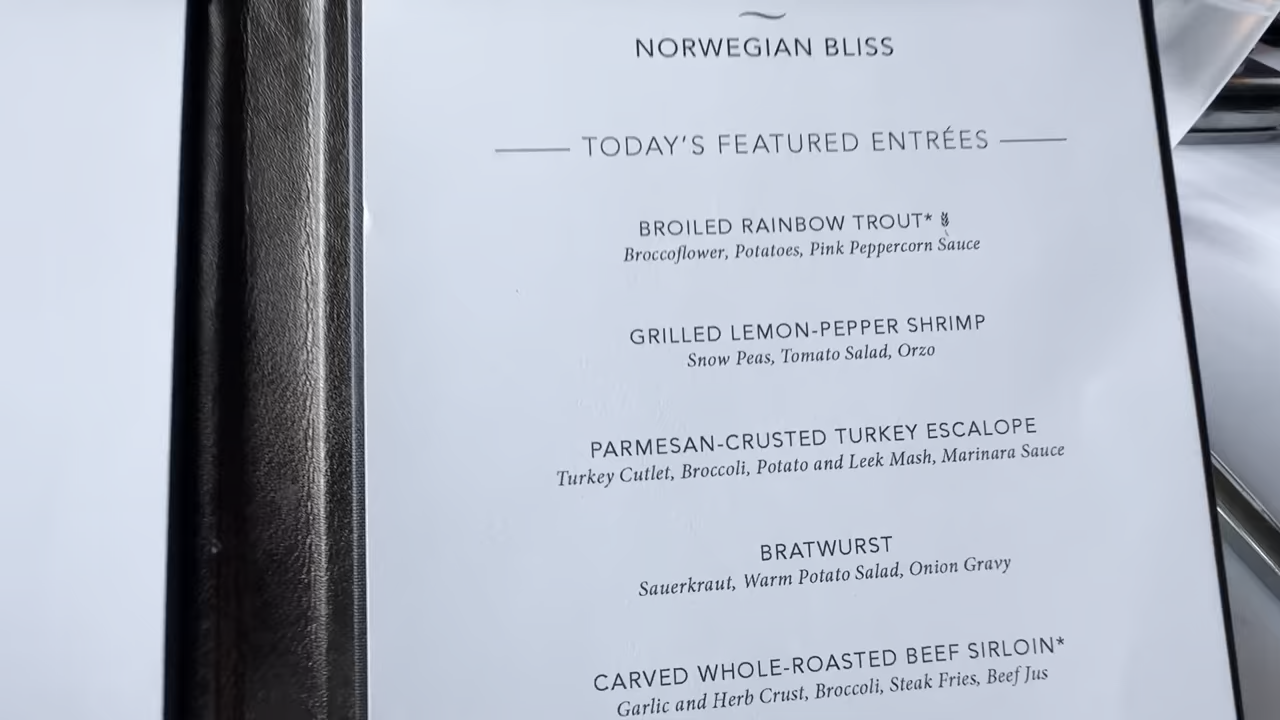 NORWEGIAN BLISS
TODAY'S FEATURED ENTRÉES
BROILED RAINBOW TROUT*
Broccoflower, Potatoes, Pink Peppercorn Sauce
GRILLED LEMON-PEPPER SHRIMP
Snow Peas, Tomato Salad, Orzo
PARMESAN-CRUSTED TURKEY ESCALOPE
Turkey Cutlet, Broccoli, Potato and Leek Mash, Marinara Sauce
BRATWURST
Sauerkraut, Warm Potato Salad, Onion Gravy
CARVED WHOLE-ROASTED BEEF SIRLOIN*
Garlic and Herb Crust, Broccoli, Steak Fries, Beef Jus